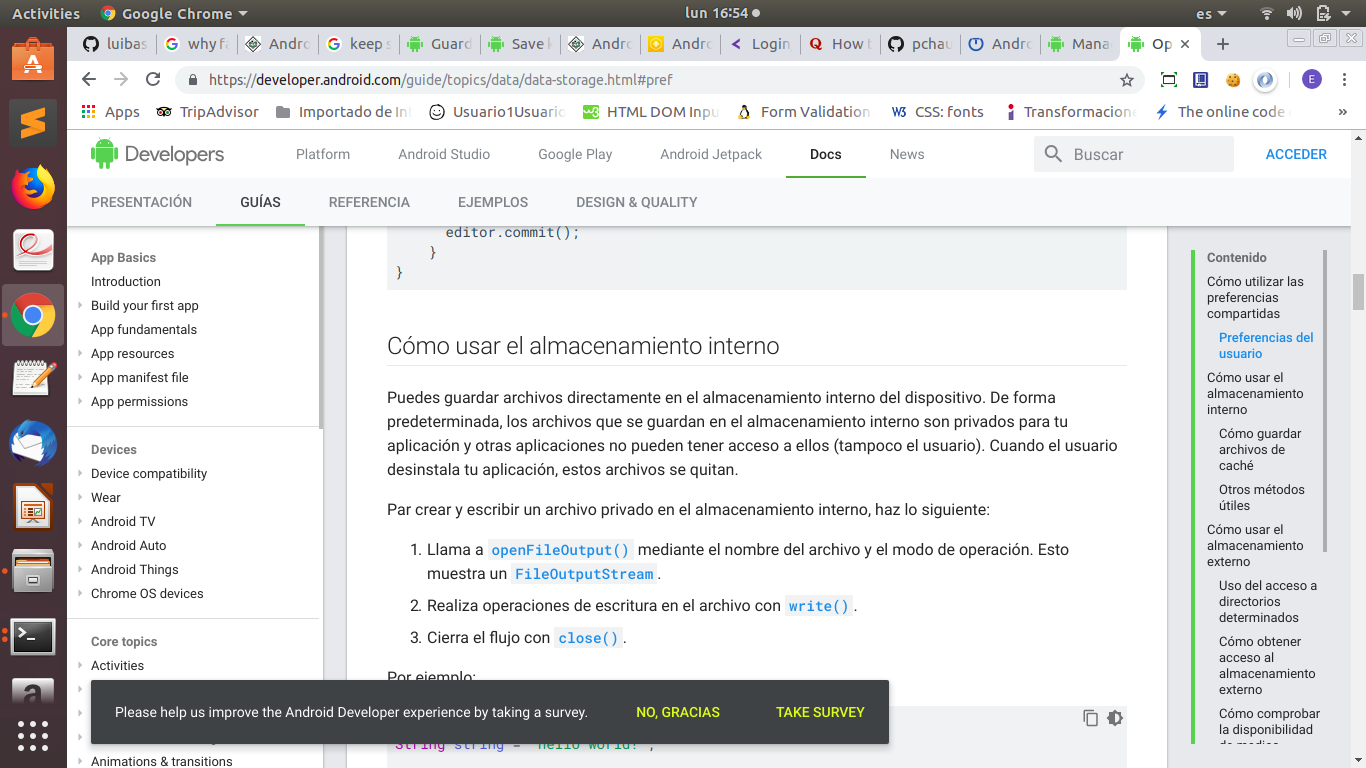 Activities
Google Chrome
lun 16:54
es
luibas
why fa
Andro
keep s
Guard
Save k
Andro
Andro
Login
How t
pchau
Andro
Mana
Op
https://developer.android.com/guide/topics/data/data-storage.html#pref
E
Apps
TripAdvisor
Importado de In
Usuario1Usuario
HTML DOM Inpu
Form Validation
CSS: fonts
Transformacione
The online code
»
Developers
Platform
Android Studio
Google Play
Android Jetpack
Docs
News
Buscar
ACCEDER
PRESENTACIÓN
GUÍAS
REFERENCIA
EJEMPLOS
DESIGN & QUALITY
App Basics
Introduction
Build your first app
App fundamentals
App resources
App manifest file
App permissions
Devices
Device compatibility
Wear
Android TV
Android Auto
Android Things
Chrome OS devices
Core topics
Activities
Animations & transitions
editor.commit();
}
}
Cómo usar el almacenamiento interno
Puedes guardar archivos directamente en el almacenamiento interno del dispositivo. De forma
predeterminada, los archivos que se guardan en el almacenamiento interno son privados para tu
aplicación y otras aplicaciones no pueden tener acceso a ellos (tampoco el usuario). Cuando el usuario
desinstala tu aplicación, estos archivos se quitan.
Par crear y escribir un archivo privado en el almacenamiento interno, haz lo siguiente:
1. Llama a openFileOutput() mediante el nombre del archivo y el modo de operación. Esto
muestra un FileOutputStream.
2. Realiza operaciones de escritura en el archivo con write().
3. Cierra el flujo con close().
Por ejemplo:
String string = "hello world!";
Please help us improve the Android Developer experience by taking a survey.
NO, GRACIAS
TAKE SURVEY
Contenido
Cómo utilizar las
preferencias
compartidas
Preferencias del
usuario
Cómo usar el
almacenamiento
interno
Cómo guardar
archivos de
caché
Otros métodos
útiles
Cómo usar el
almacenamiento
externo
Uso del acceso a
directorios
determinados
Cómo obtener
acceso al
almacenamiento
externo
Cómo comprobar
la disponibilidad
de medios